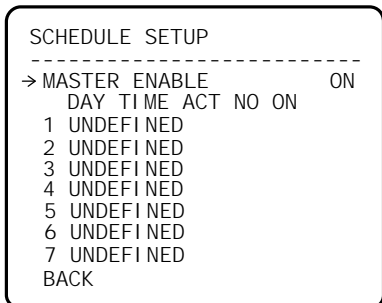 SCHEDULE SETUP
--------------------------
→ MASTER ENABLE ON
DAY TIME ACT NO ON
1 UNDEFINED
2 UNDEFINED
3 UNDEFINED
4 UNDEFINED
5 UNDEFINED
6 UNDEFINED
7 UNDEFINED
BACK